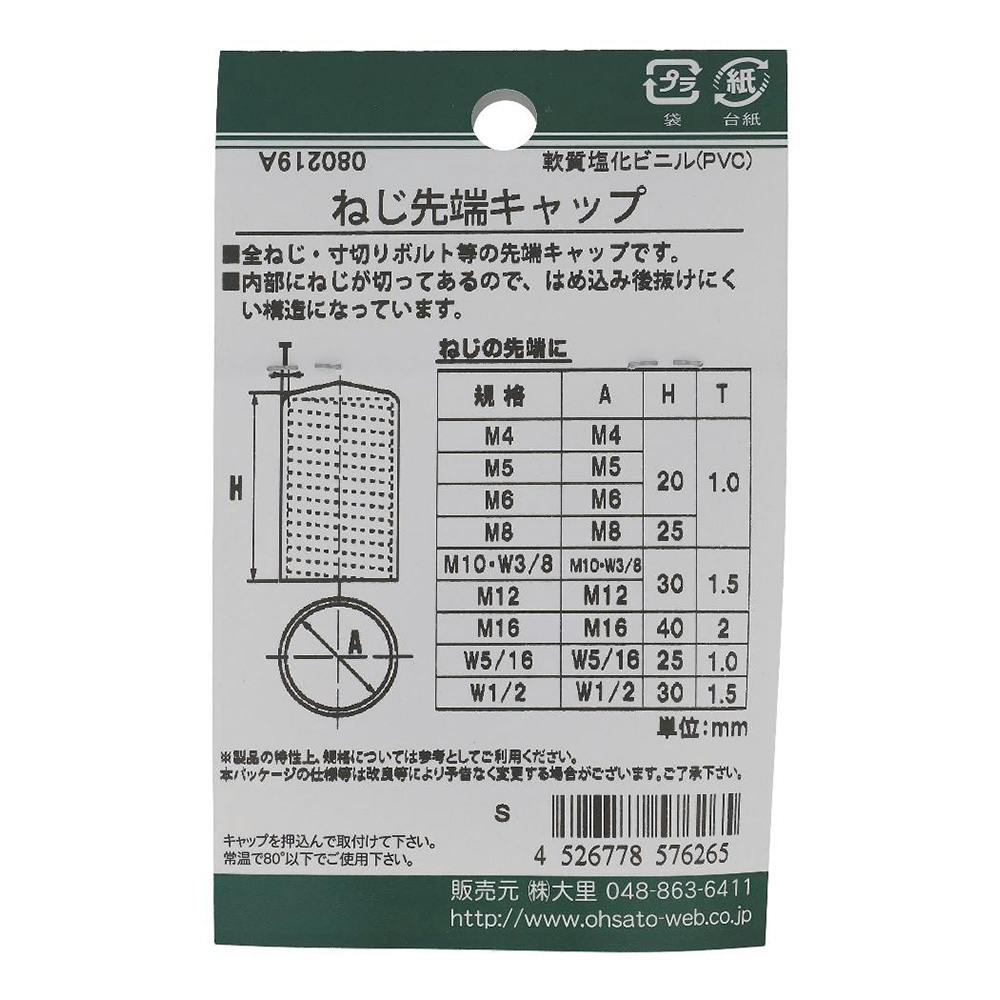 プラ 紙
袋 台紙
080219A 軟質塩化ビニル(PVC)
ねじ先端キャップ
■全ねじ・寸切りボルト等の先端キャップです。
■内部にねじが切ってあるので、はめ込み後抜けにく
い構造になっています。
T
H
A
ねじの先端に
規格 A H T
M4 M4
M5 M5 20 1.0
M6 M6
M8 M8 25
M10・W3/8 M10・W3/8 30 1.5
M12 M12
M16 M16 40 2
W5/16 W5/16 25 1.0
W1/2 W1/2 30 1.5
単位:mm
※製品の特性上、規格については参考としてご利用ください。
本パッケージの仕様等は改良等により予告なく変更する場合がございます。ご了承下さい。
S
キャップを押込んで取付けて下さい。
常温で80°以下でご使用下さい。
4 526778 576265
販売元 ㈱大里 048-863-6411
http://www.ohsato-web.co.jp